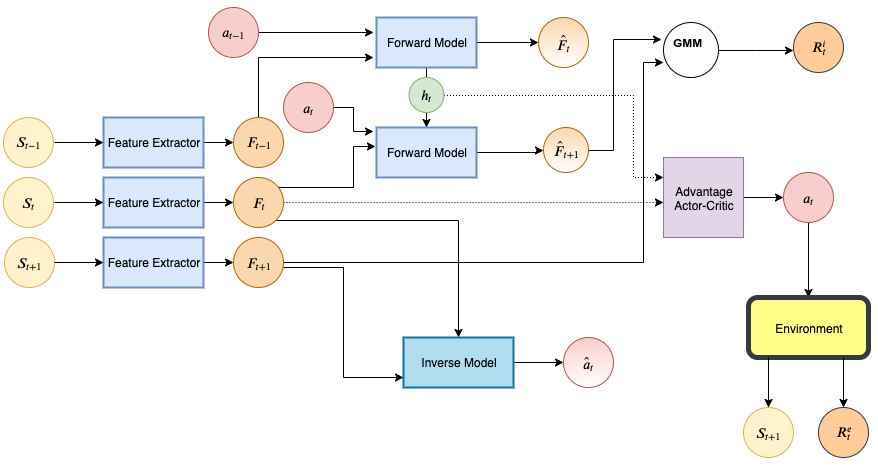 a_{t-1}
Forward Model
\hat{F}_t
GMM
R^i_t
h_t
a_t
S_{t-1}
Feature Extractor
F_{t-1}
Forward Model
\hat{F}_{t+1}
S_t
Feature Extractor
F_t
Advantage
Actor-Critic
a_t
S_{t+1}
Feature Extractor
F_{t+1}
Environment
Inverse Model
\hat{a}_t
S_{t+1}
R^e_t